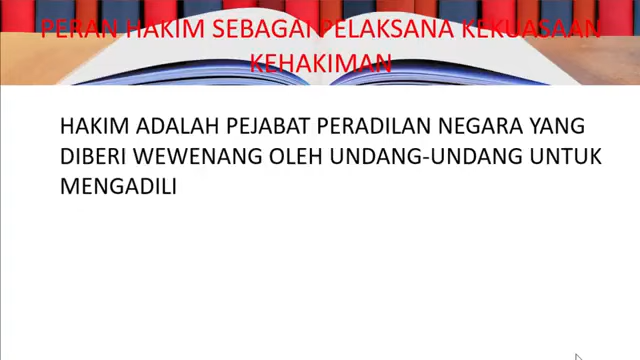 PERAN HAKIM SEBAGAI PELAKSANA KEKUASAAN
KEHAKIMAN
HAKIM ADALAH PEJABAT PERADILAN NEGARA YANG
DIBERI WEWENANG OLEH UNDANG-UNDANG UNTUK
MENGADILI